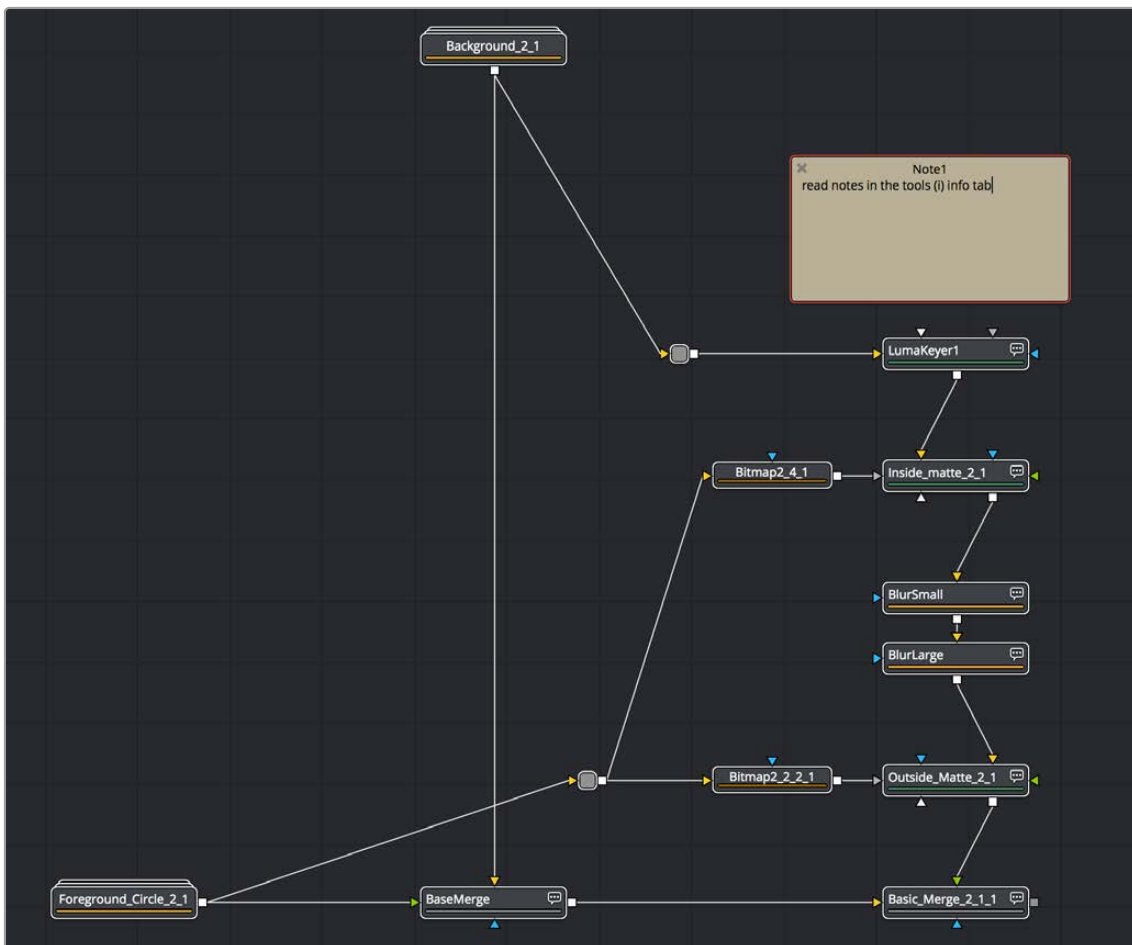 Background_2_1
Note1
read notes in the tools (i) info tab
LumaKeyer1
Bitmap2_4_1
Inside_matte_2_1
BlurSmall
BlurLarge
Bitmap2_2_2_1
Outside_Matte_2_1
Foreground_Circle_2_1
BaseMerge
Basic_Merge_2_1_1